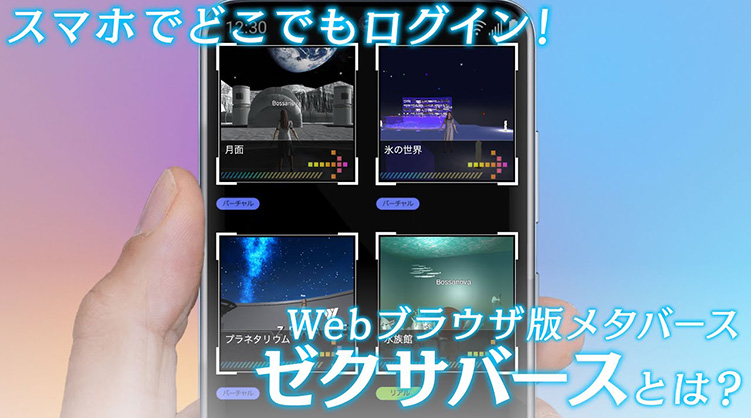 スマホでどこでもログイン!
12:30
Bossanova
月面
氷の世界
バーチャル
バーチャル
Bossanova
プラネタリウム
水族館
バーチャル
リアル
Webブラウザ版メタバース
ゼクサバースとは?